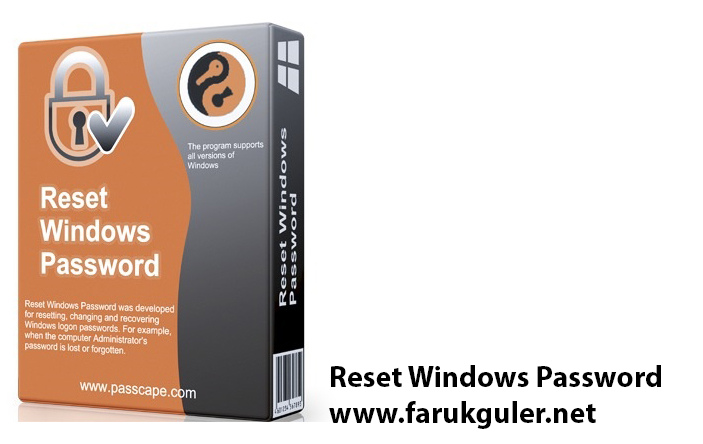 The program supports
all versions of
Windows
Reset
Windows
Password
Reset Windows Password was developed
for resetting, changing and recovering
Windows logon passwords. For example,
when the computer Administrator's
password is lost or forgotten.
www.passcape.com
Reset Windows
Password
Reset Windows Password
www.farukguler.net